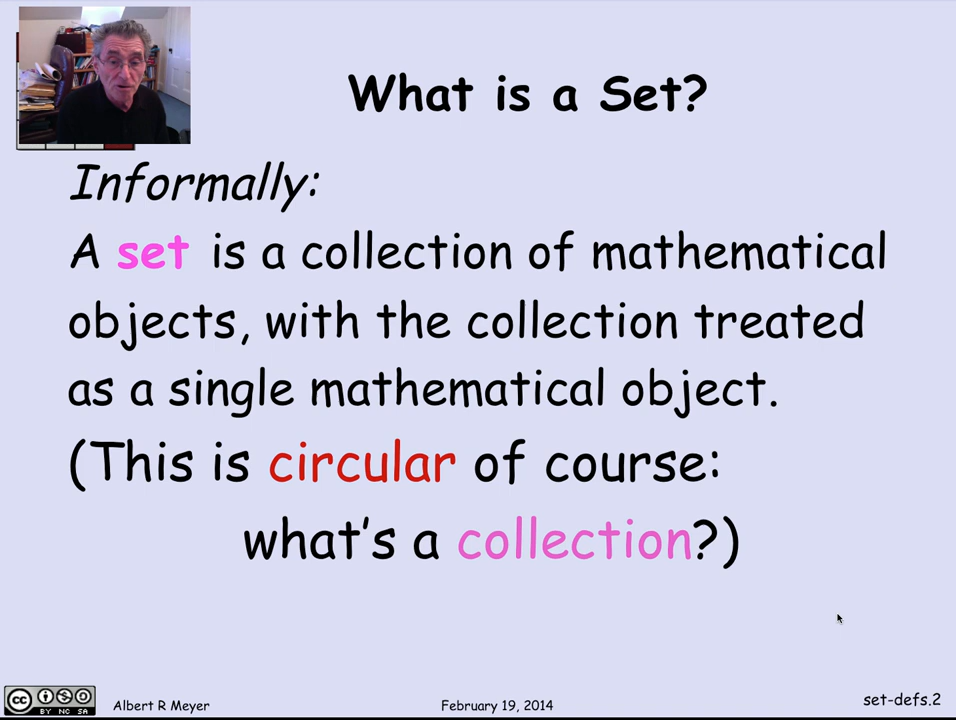 What is a Set?
Informally:
A set is a collection of mathematical
objects, with the collection treated
as a single mathematical object.
(This is circular of course:
what's a collection?)
cc
BY NC SA
Albert R Meyer
February 19, 2014
set-defs.2